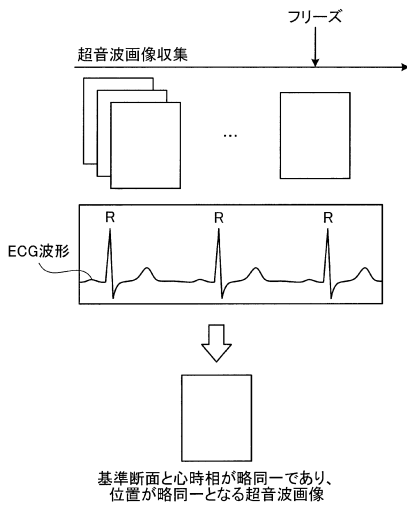 フリーズ
超音波画像収集
…
R R R
ECG波形
基準断面と心時相が略同一であり、
位置が略同一となる超音波画像